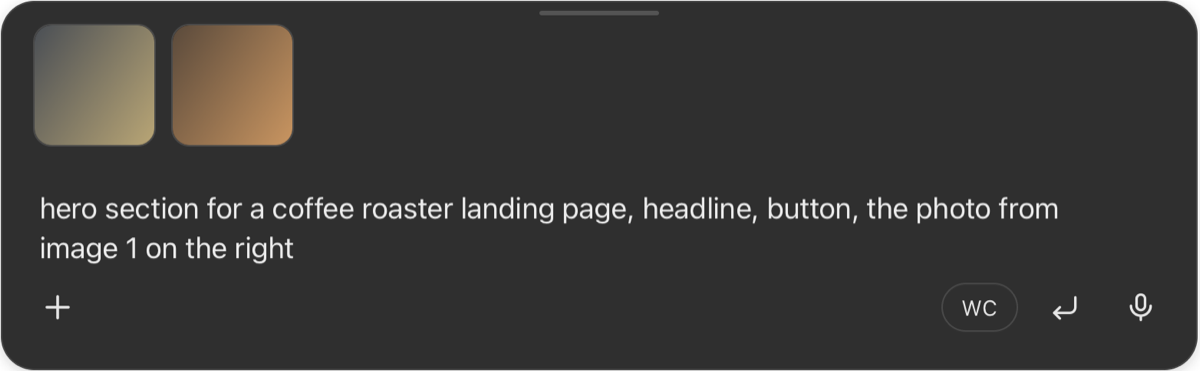 hero section for a coffee roaster landing page, headline, button, the photo from
image 1 on the right
WC